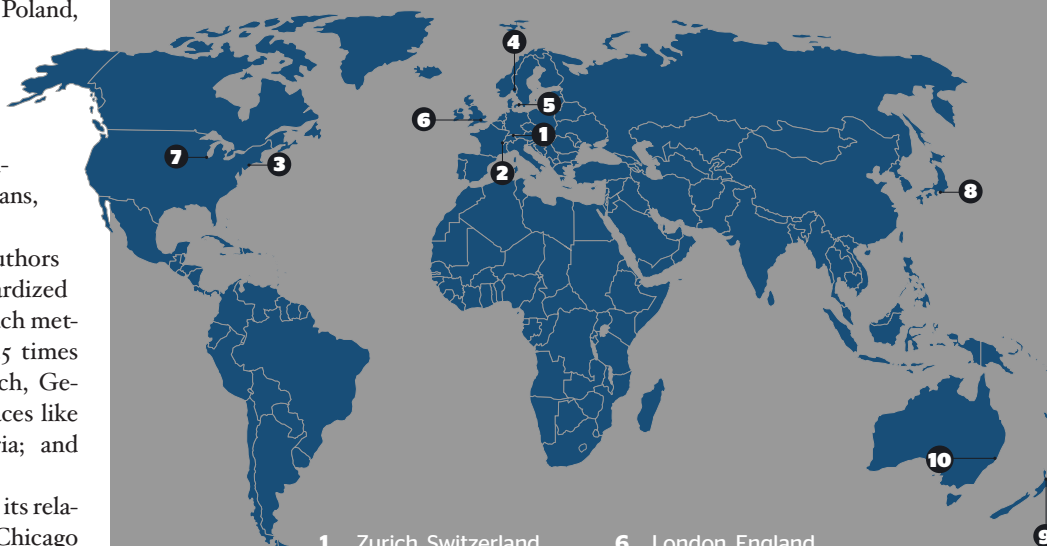 Poland,
ans,
uthors
ardized
ch met-
5 times
ch, Ge-
ces like
ria; and
its rela-
Chicago
4
5
6
1
7
3
2
8
10
9
1 Zurich, Switzerland
6 London, England